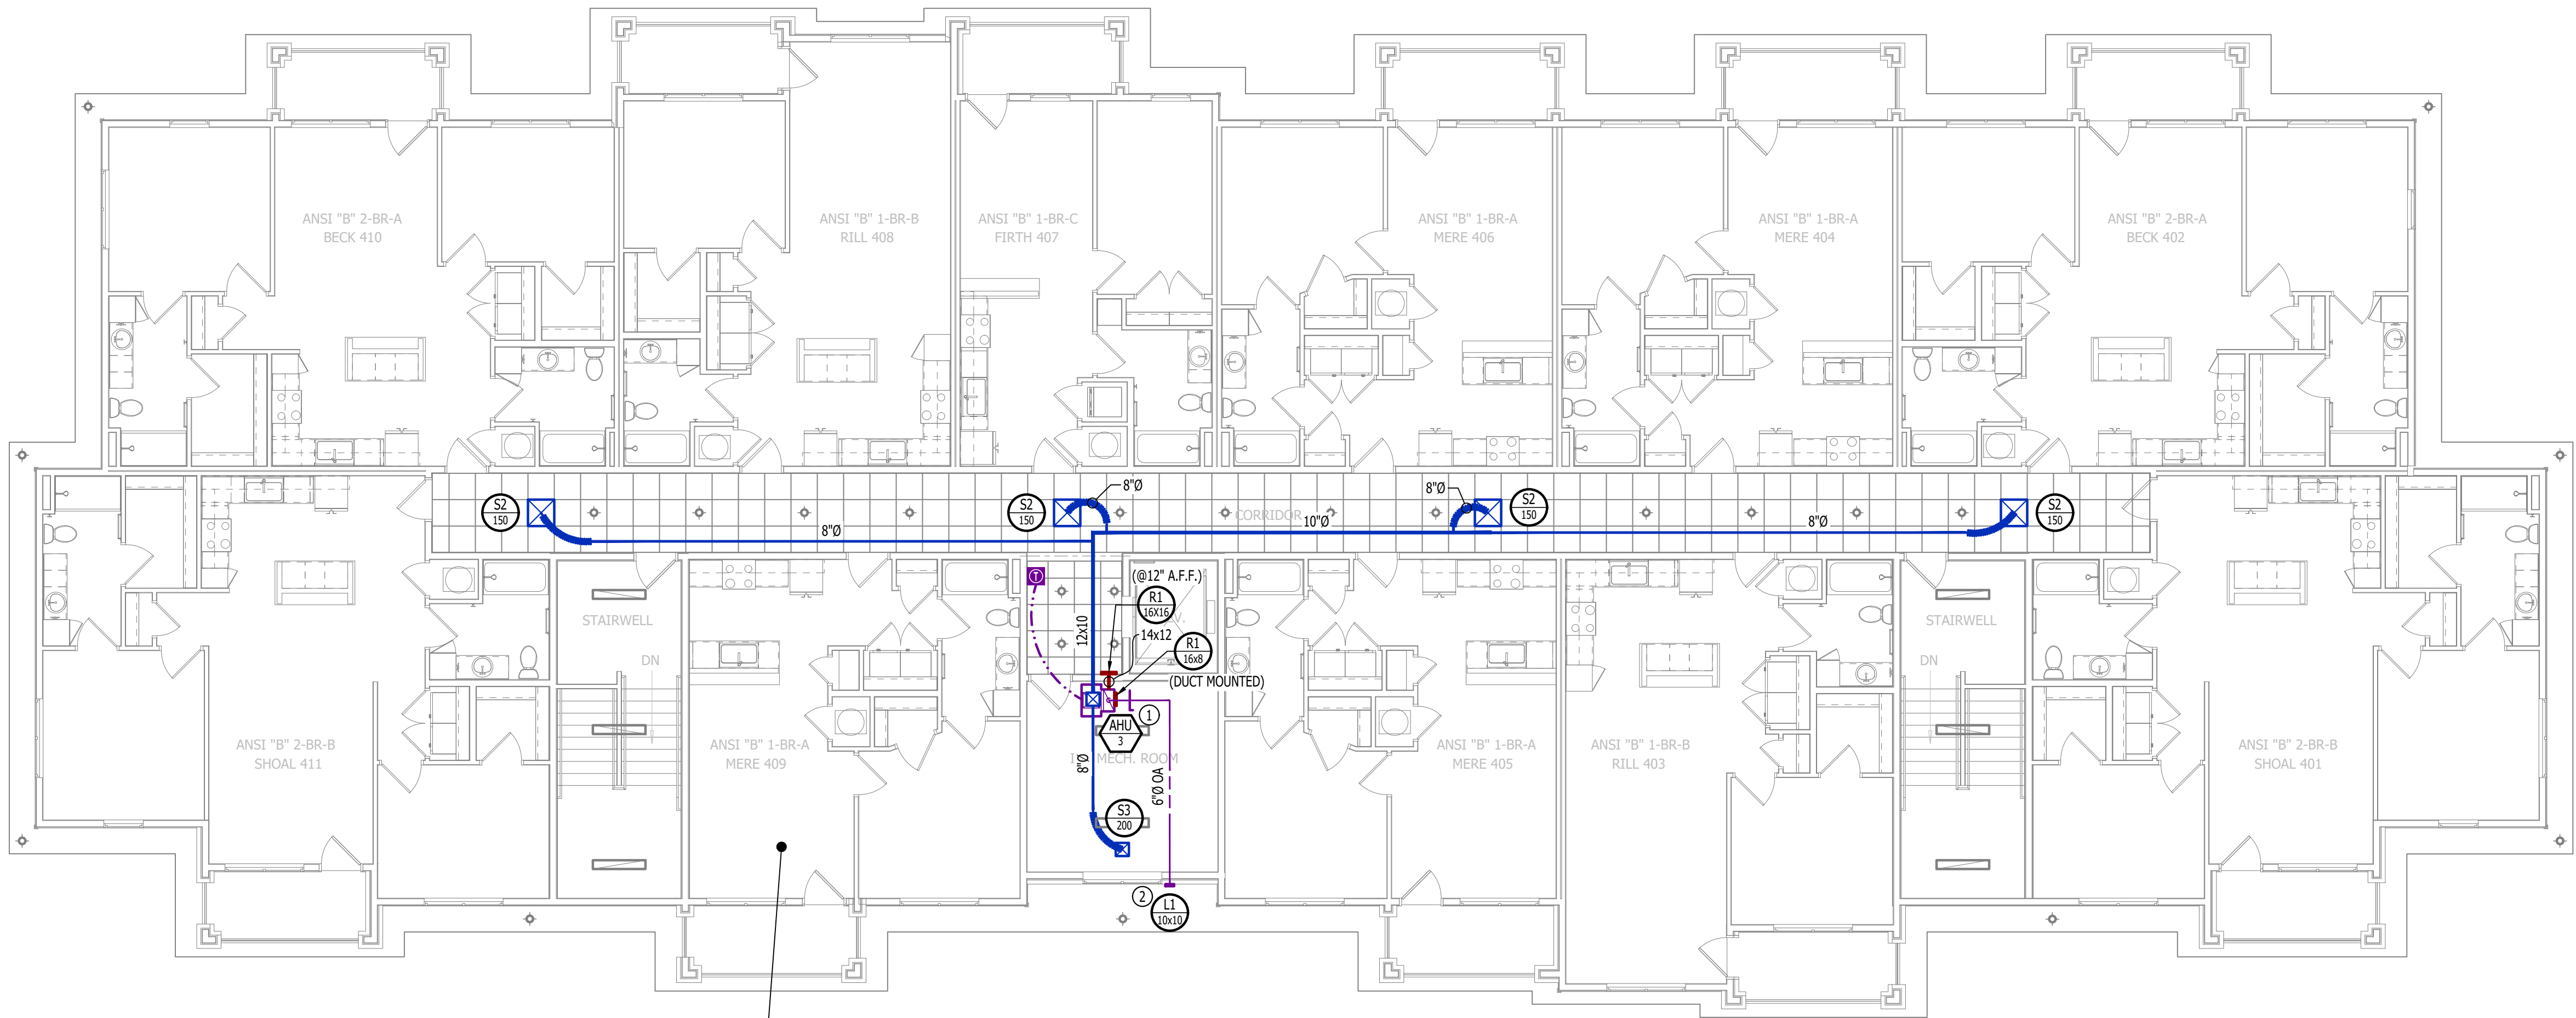 ANSI "B" 2-BR-A
BECK 410
ANSI "B" 1-BR-B
RILL 408
ANSI "B" 1-BR-C
FIRTH 407
ANSI "B" 1-BR-A
MERE 406
ANSI "B" 1-BR-A
MERE 404
ANSI "B" 2-BR-A
BECK 402
S2
150
8"Ø
S2
150
8"Ø
CORRIDOR
10"Ø
8"Ø
S2
150
8"Ø
S2
150
STAIRWELL
DN
T
12x10
(@12" A.F.F.)
R1
16X16
14x12
R1
16x8
(DUCT MOUNTED)
STAIRWELL
DN
ANSI "B" 2-BR-B
SHOAL 411
ANSI "B" 1-BR-A
MERE 409
AHU
3
1
MECH. ROOM
8"Ø
6"Ø OA
S3
200
2
L1
10x10
ANSI "B" 1-BR-A
MERE 405
ANSI "B" 1-BR-B
RILL 403
ANSI "B" 2-BR-B
SHOAL 401